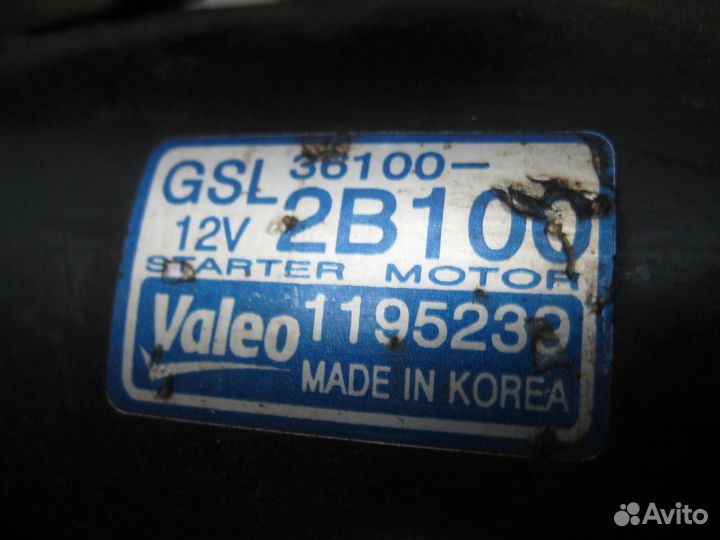 GSL 36100-
12V 2B100
STARTER MOTOR
Valeo 1195239
MADE IN KOREA
Avito